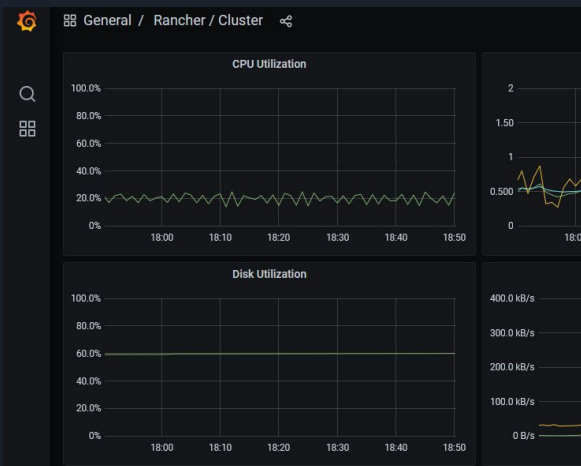 General / Rancher / Cluster
CPU Utilization
100.0%
80.0%
60.0%
40.0%
20.0%
0%
18:00 18:10 18:20 18:30 18:40 18:50
2
1.50
1
0.500
0
18:0
Disk Utilization
100.0%
80.0%
60.0%
40.0%
20.0%
0%
18:00 18:10 18:20 18:30 18:40 18:50
400.0 kB/s
300.0 kB/s
200.0 kB/s
100.0 kB/s
0 B/s